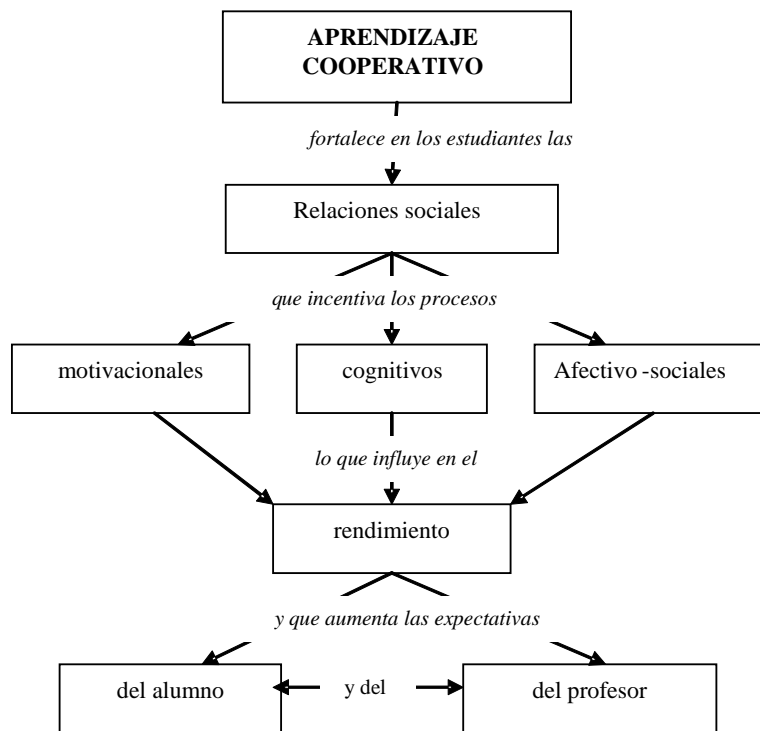 APRENDIZAJE
COOPERATIVO
fortalece en los estudiantes las
Relaciones sociales
que incentiva los procesos
motivacionales
cognitivos
Afectivo -sociales
lo que influye en el
rendimiento
y que aumenta las expectativas
del alumno
y del
del profesor